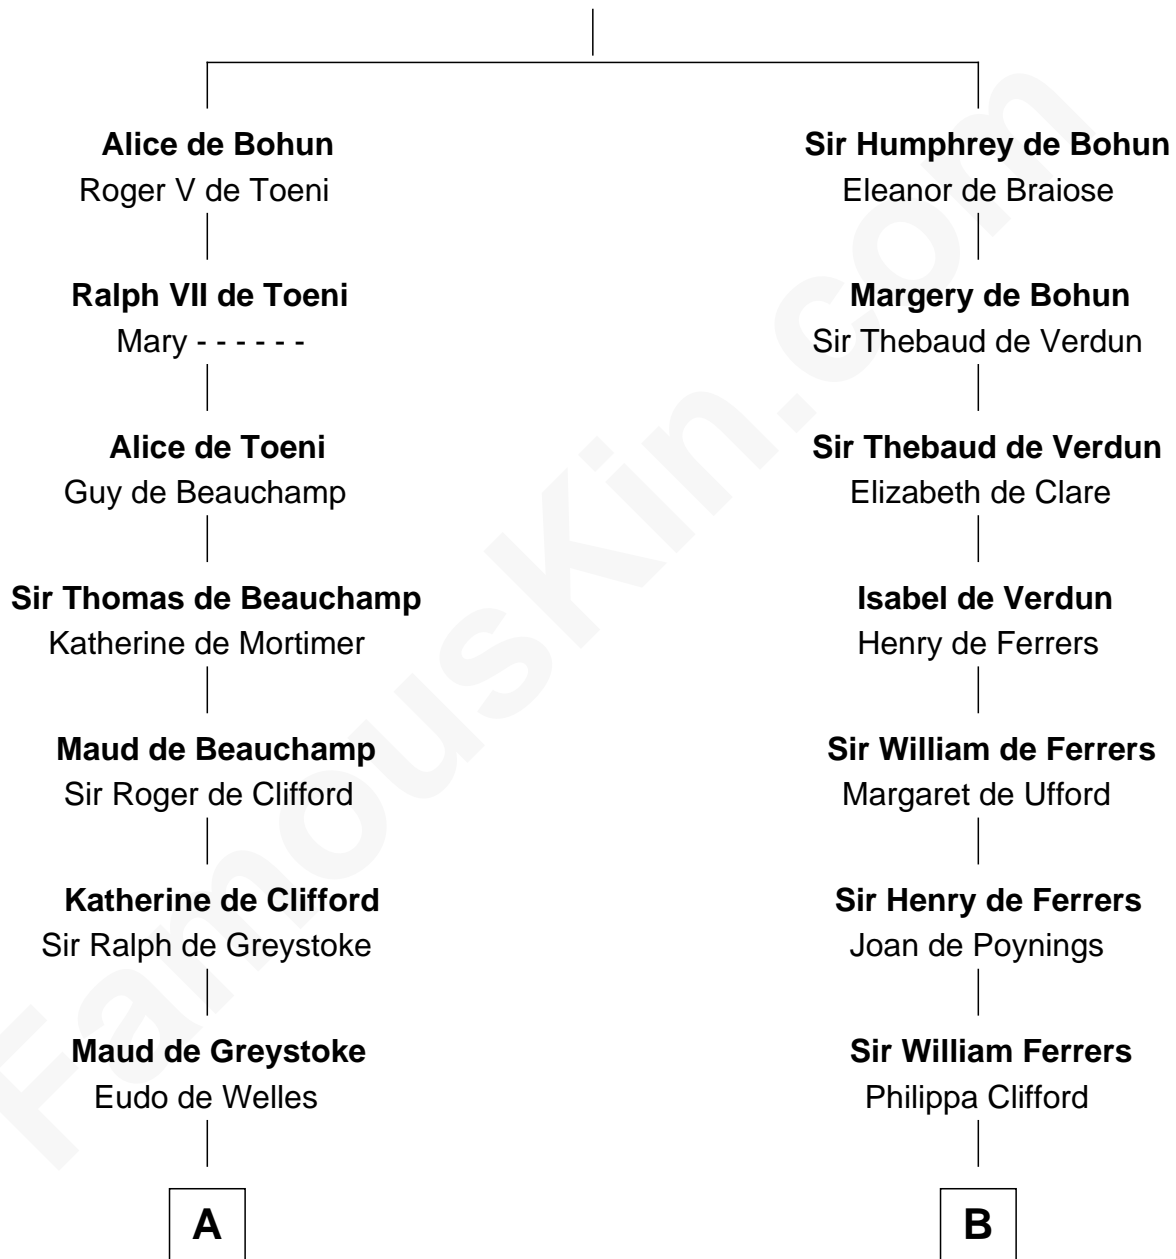 Alice de Bohun
Roger V de Toeni
Ralph VII de Toeni
Mary - - - - - -
Alice de Toeni
Guy de Beauchamp
Sir Thomas de Beauchamp
Katherine de Mortimer
Maud de Beauchamp
Sir Roger de Clifford
Katherine de Clifford
Sir Ralph de Greystoke
Maud de Greystoke
Eudo de Welles
A
Sir Humphrey de Bohun
Eleanor de Braiose
Margery de Bohun
Sir Thebaud de Verdun
Sir Thebaud de Verdun
Elizabeth de Clare
Isabel de Verdun
Henry de Ferrers
Sir William de Ferrers
Margaret de Ufford
Sir Henry de Ferrers
Joan de Poynings
Sir William Ferrers
Philippa Clifford
B
FamousKin.com